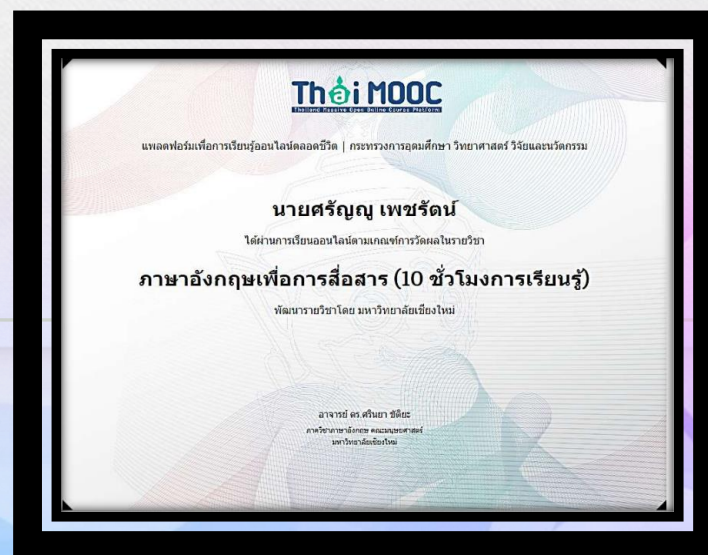 Thai MOOC
Thailand Massive Open Online Course Platform
แพลตฟอร์มเพื่อการเรียนรู้ออนไลน์ตลอดชีวิต | กระทรวงการอุดมศึกษา วิทยาศาสตร์ วิจัยและนวัตกรรม
นายศรัญญู เพชรัตน์
ได้ผ่านการเรียนออนไลน์ตามเกณฑ์การวัดผลในรายวิชา
ภาษาอังกฤษเพื่อการสื่อสาร (10 ชั่วโมงการเรียนรู้)
พัฒนารายวิชาโดย มหาวิทยาลัยเชียงใหม่
อาจารย์ ดร.ศรินยา ขัติยะ
ภาควิชาภาษาอังกฤษ คณะมนุษยศาสตร์
มหาวิทยาลัยเชียงใหม่